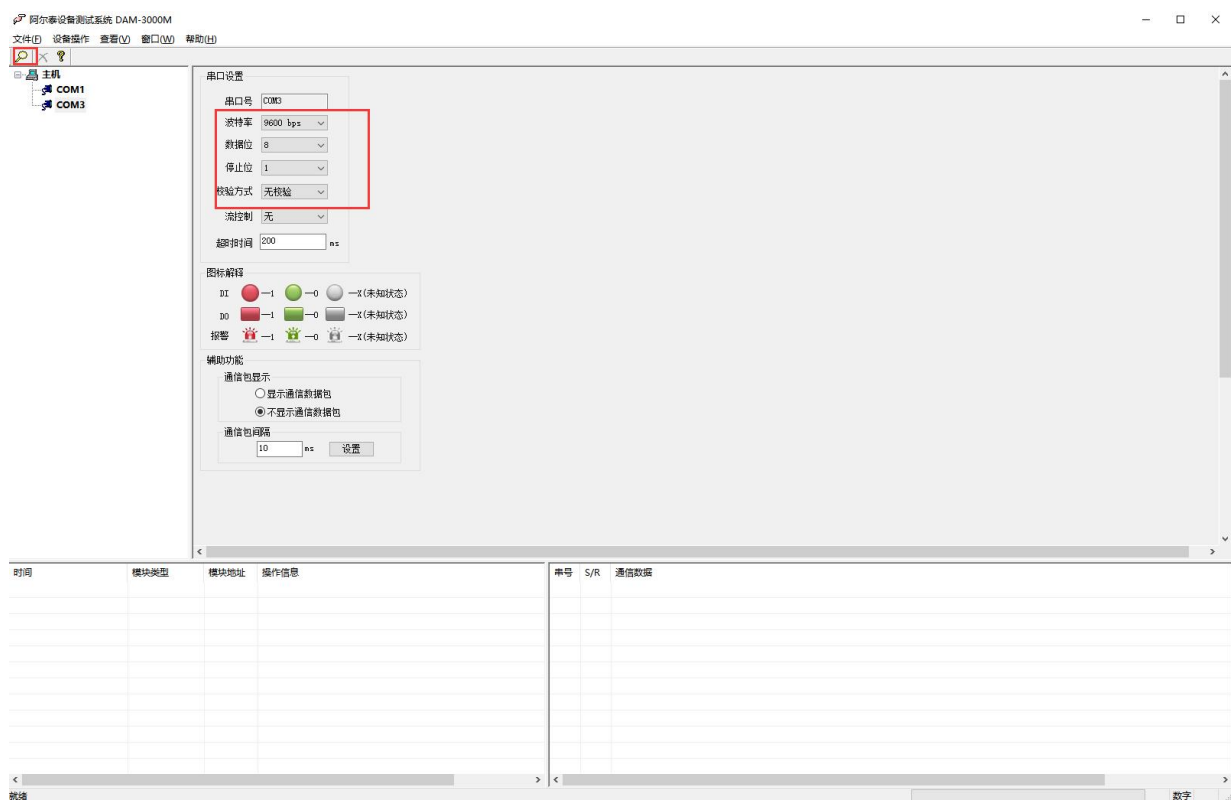 阿尔泰设备测试系统 DAM-3000M
文件(F) 设备操作 查看(V) 窗口(W) 帮助(H)
主机
COM1
COM3
串口设置
串口号 COM3
波特率 9600 bps
数据位 8
停止位 1
校验方式 无校验
流控制 无
超时时间 200 ms
图标解释
DI —1 —0 —X(未知状态)
DO —1 —0 —X(未知状态)
报警 —1 —0 —X(未知状态)
辅助功能
通信包显示
显示通信数据包
不显示通信数据包
通信包间隔
10 ms 设置
时间 模块类型 模块地址 操作信息
串号 S/R 通信数据
就绪 数字